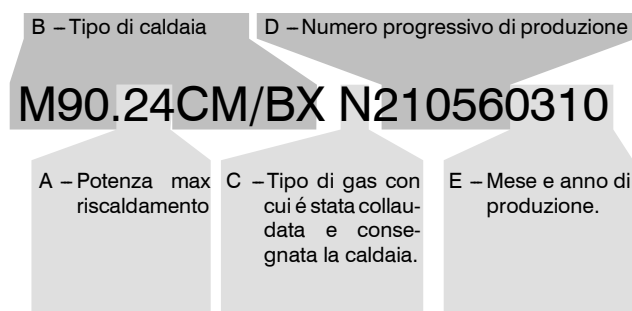 B – Tipo di caldaia
D – Numero progressivo di produzione
M90.24CM/BX N210560310
A – Potenza max
riscaldamento
C – Tipo di gas con
cui é stata collau-
data e conse-
gnata la caldaia.
E – Mese e anno di
produzione.